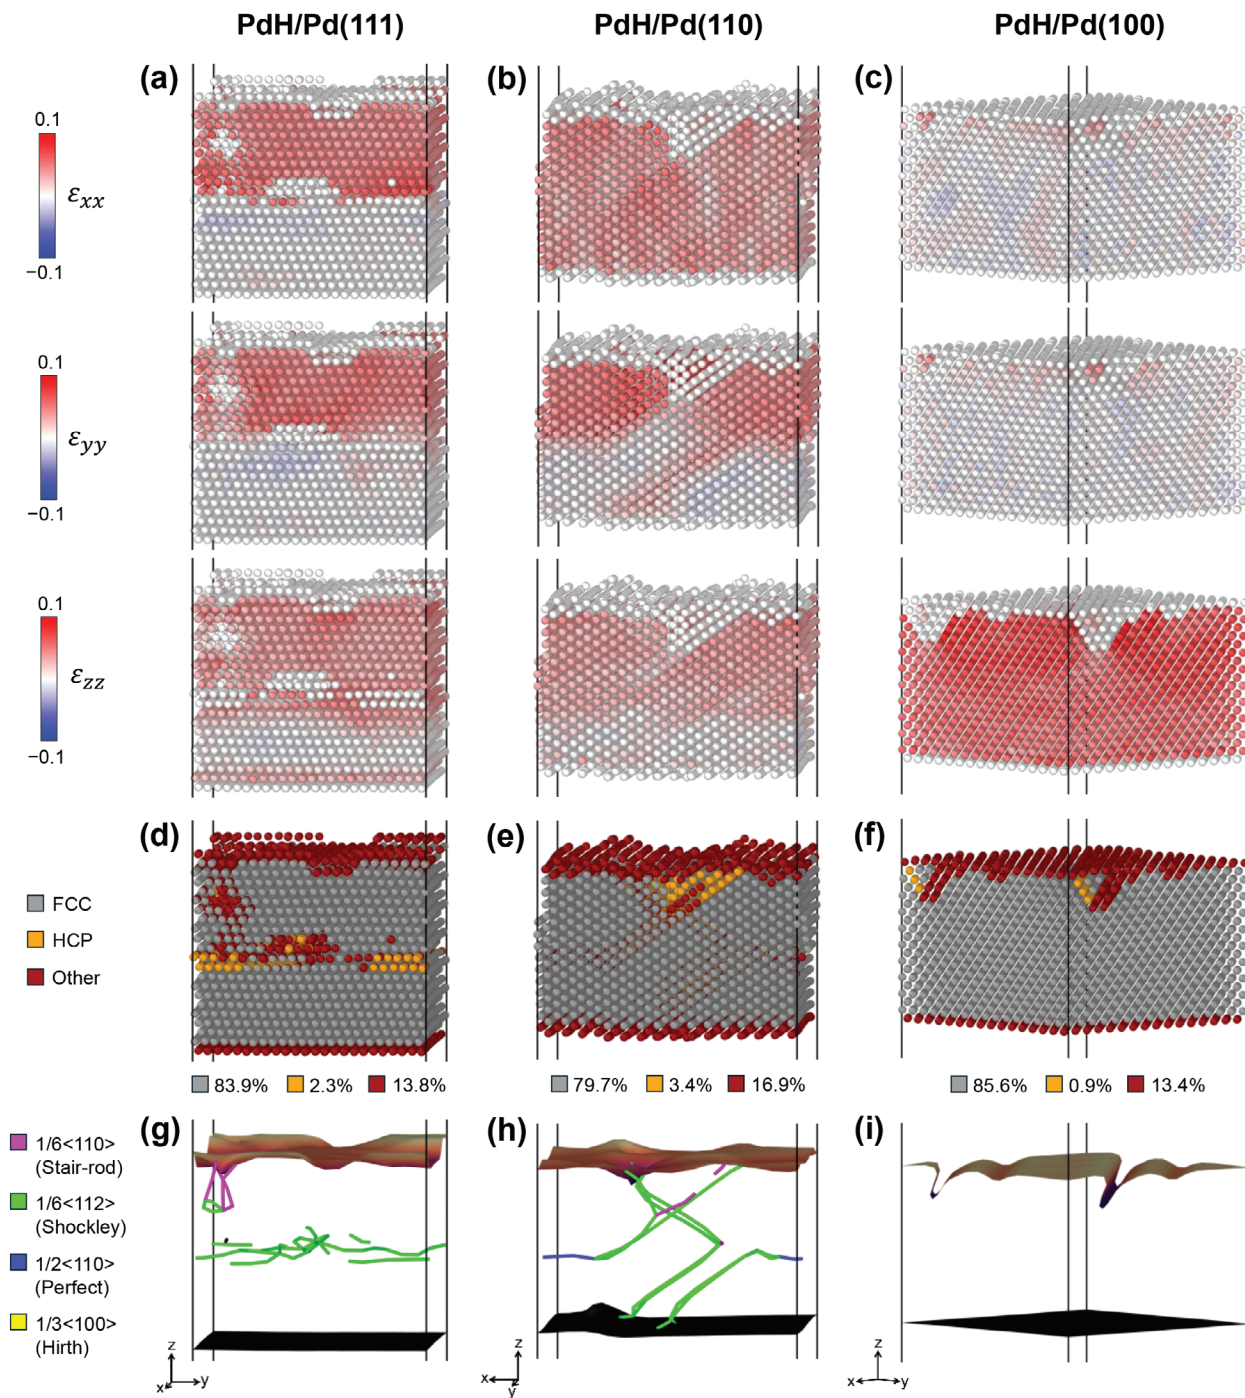 PdH/Pd(111) PdH/Pd(110) PdH/Pd(100)
(a) (b) (c)
0.1
εxx
−0.1
0.1
εyy
−0.1
0.1
εzz
−0.1
(d) (e) (f)
FCC
HCP
Other
83.9% 2.3% 13.8% 79.7% 3.4% 16.9% 85.6% 0.9% 13.4%
(g) (h) (i)
1/6<110>
(Stair-rod)
1/6<112>
(Shockley)
1/2<110>
(Perfect)
1/3<100>
(Hirth)
z y x
z x y
z x y